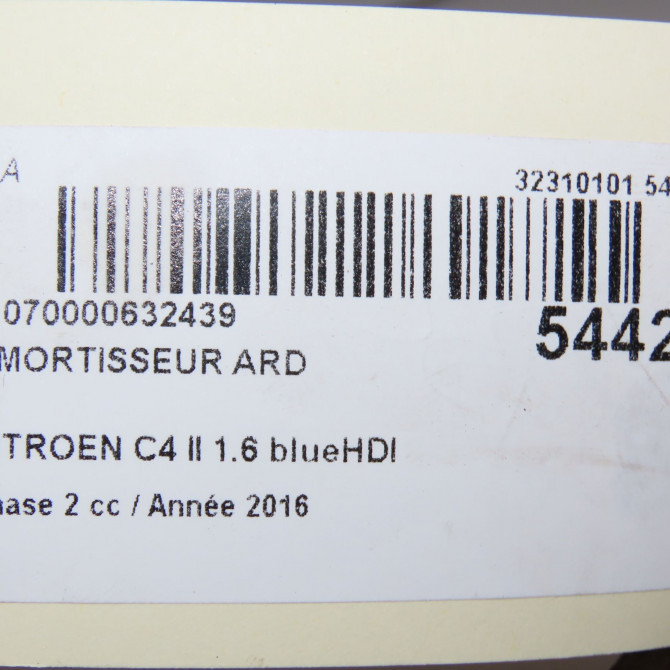 A
32310101 54
070000632439
5442
MORTISSEUR ARD
TROEN C4 II 1.6 blueHDI
hase 2 cc / Année 2016